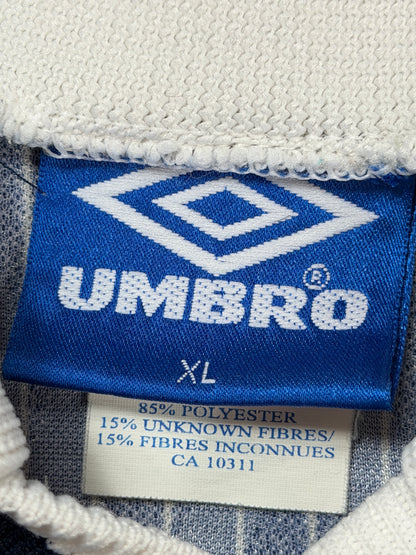 UMBRO®
XL
85% POLYESTER
15% UNKNOWN FIBRES/
15% FIBRES INCONNUES
CA 10311